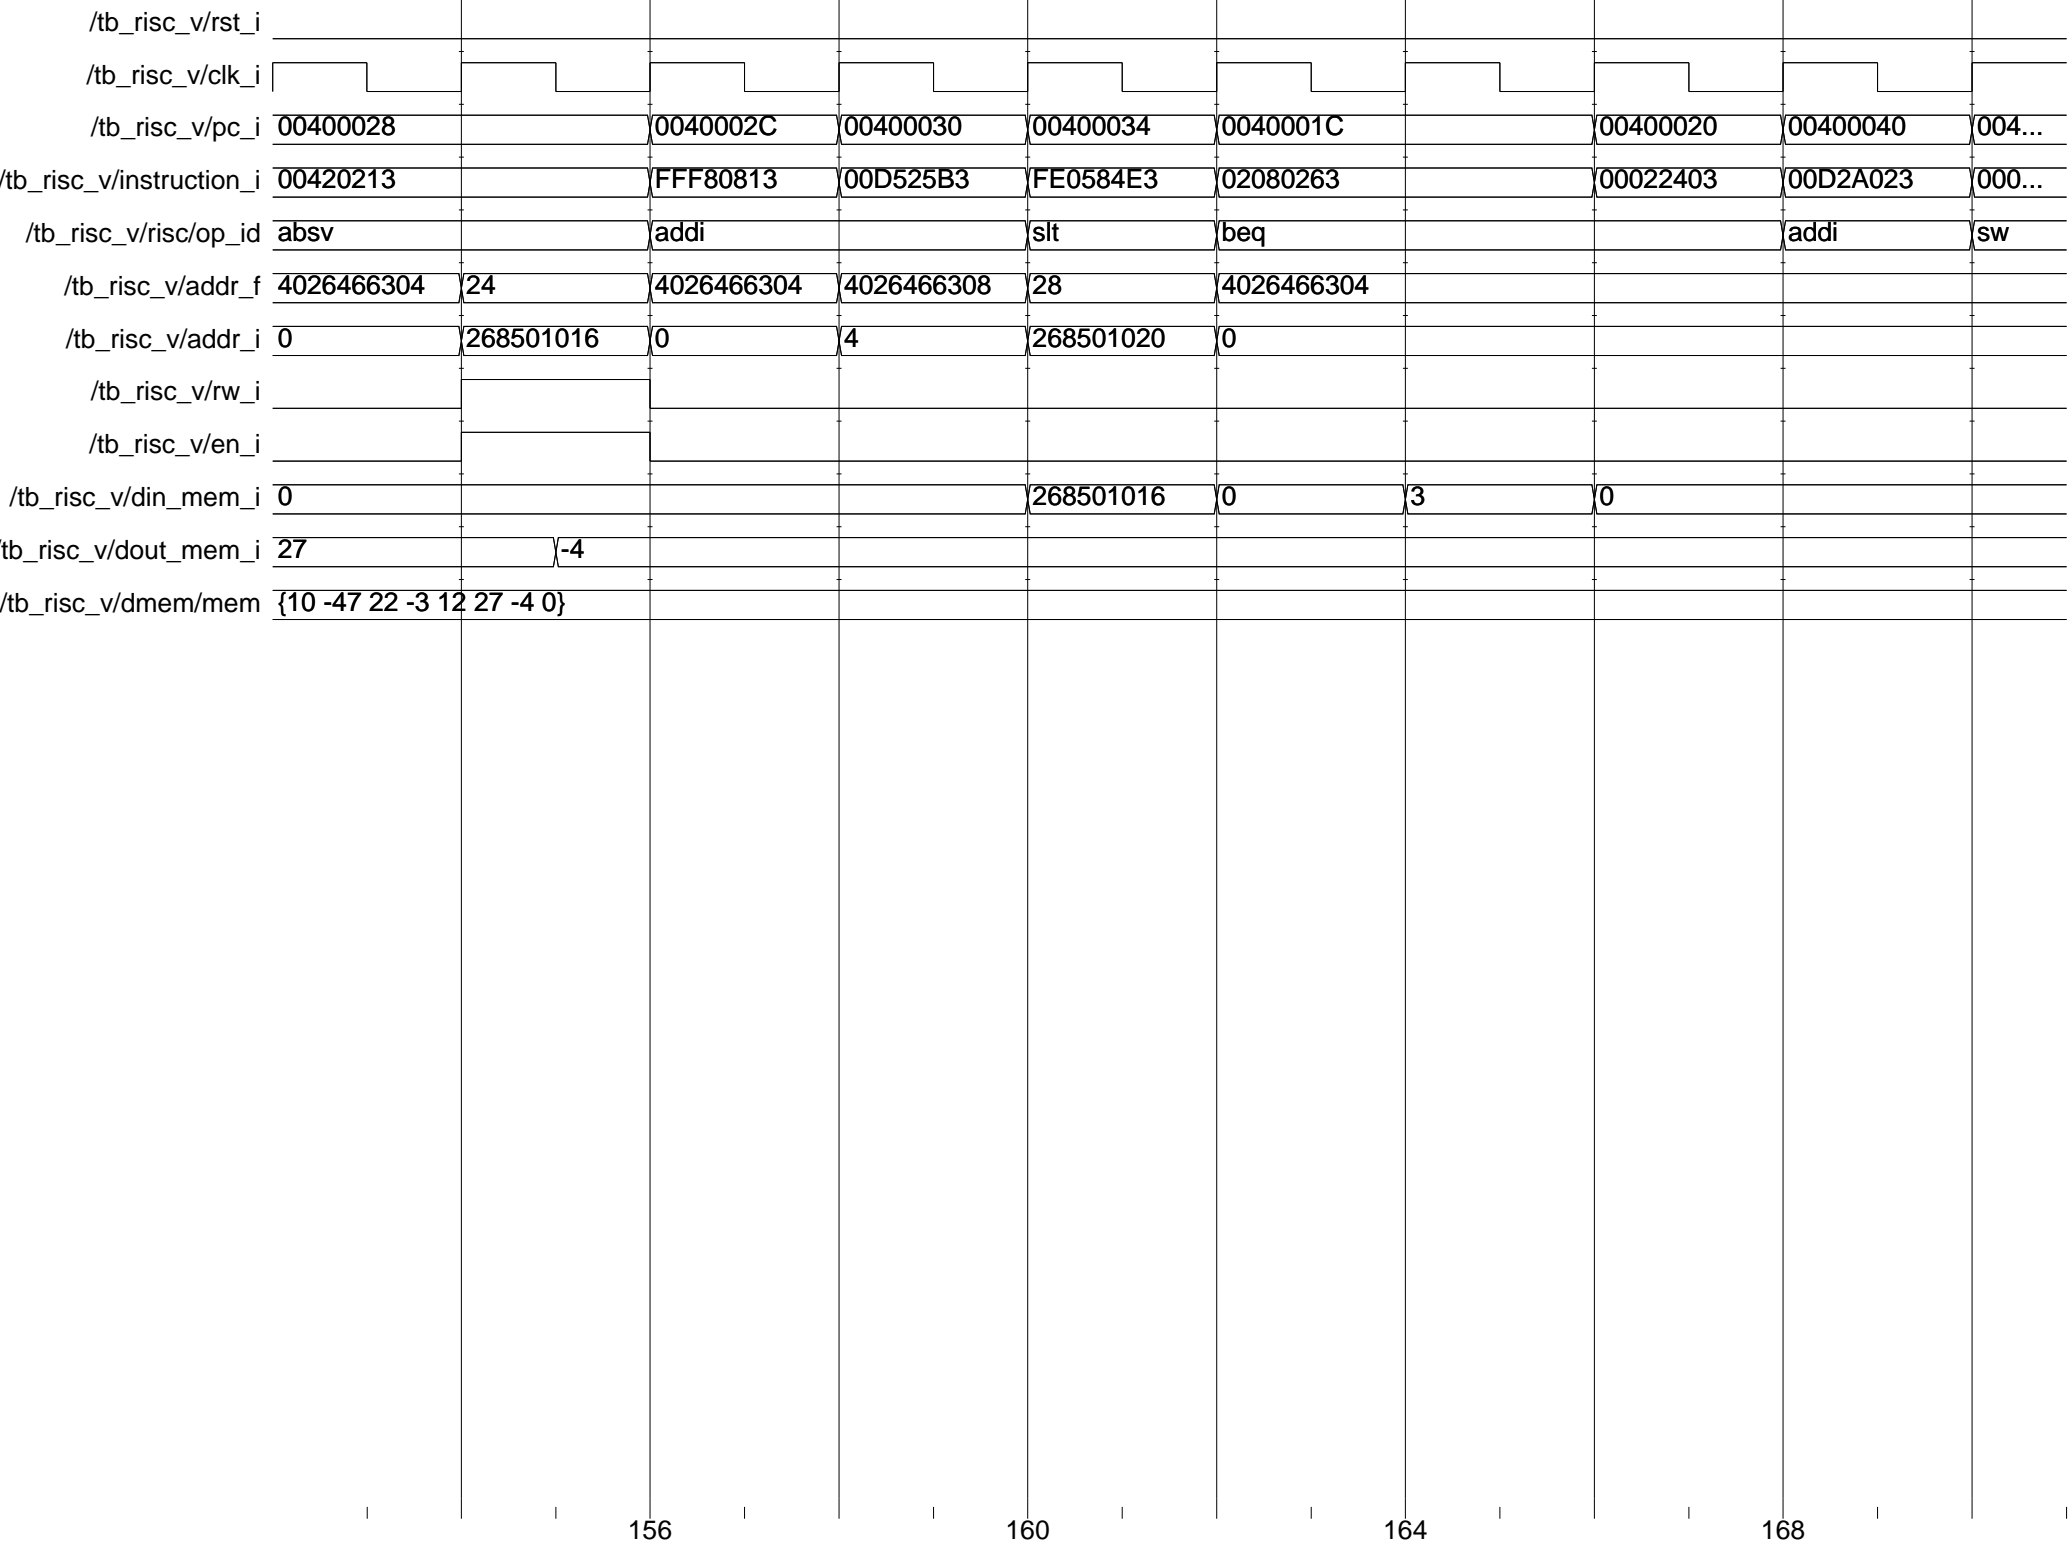 /tb_risc_v/rst_i
/tb_risc_v/clk_i
/tb_risc_v/pc_i 00400028 0040002C 00400030 00400034 0040001C 00400020 00400040 004...
/tb_risc_v/instruction_i 00420213 FFF80813 00D525B3 FE0584E3 02080263 00022403 00D2A023 000...
/tb_risc_v/risc/op_id absv addi slt beq addi sw
/tb_risc_v/addr_f 4026466304 24 4026466304 4026466308 28 4026466304
/tb_risc_v/addr_i 0 268501016 0 4 268501020 0
/tb_risc_v/rw_i
/tb_risc_v/en_i
/tb_risc_v/din_mem_i 0 268501016 0 3 0
/tb_risc_v/dout_mem_i 27 -4
/tb_risc_v/dmem/mem {10 -47 22 -3 12 27 -4 0}
156 160 164 168